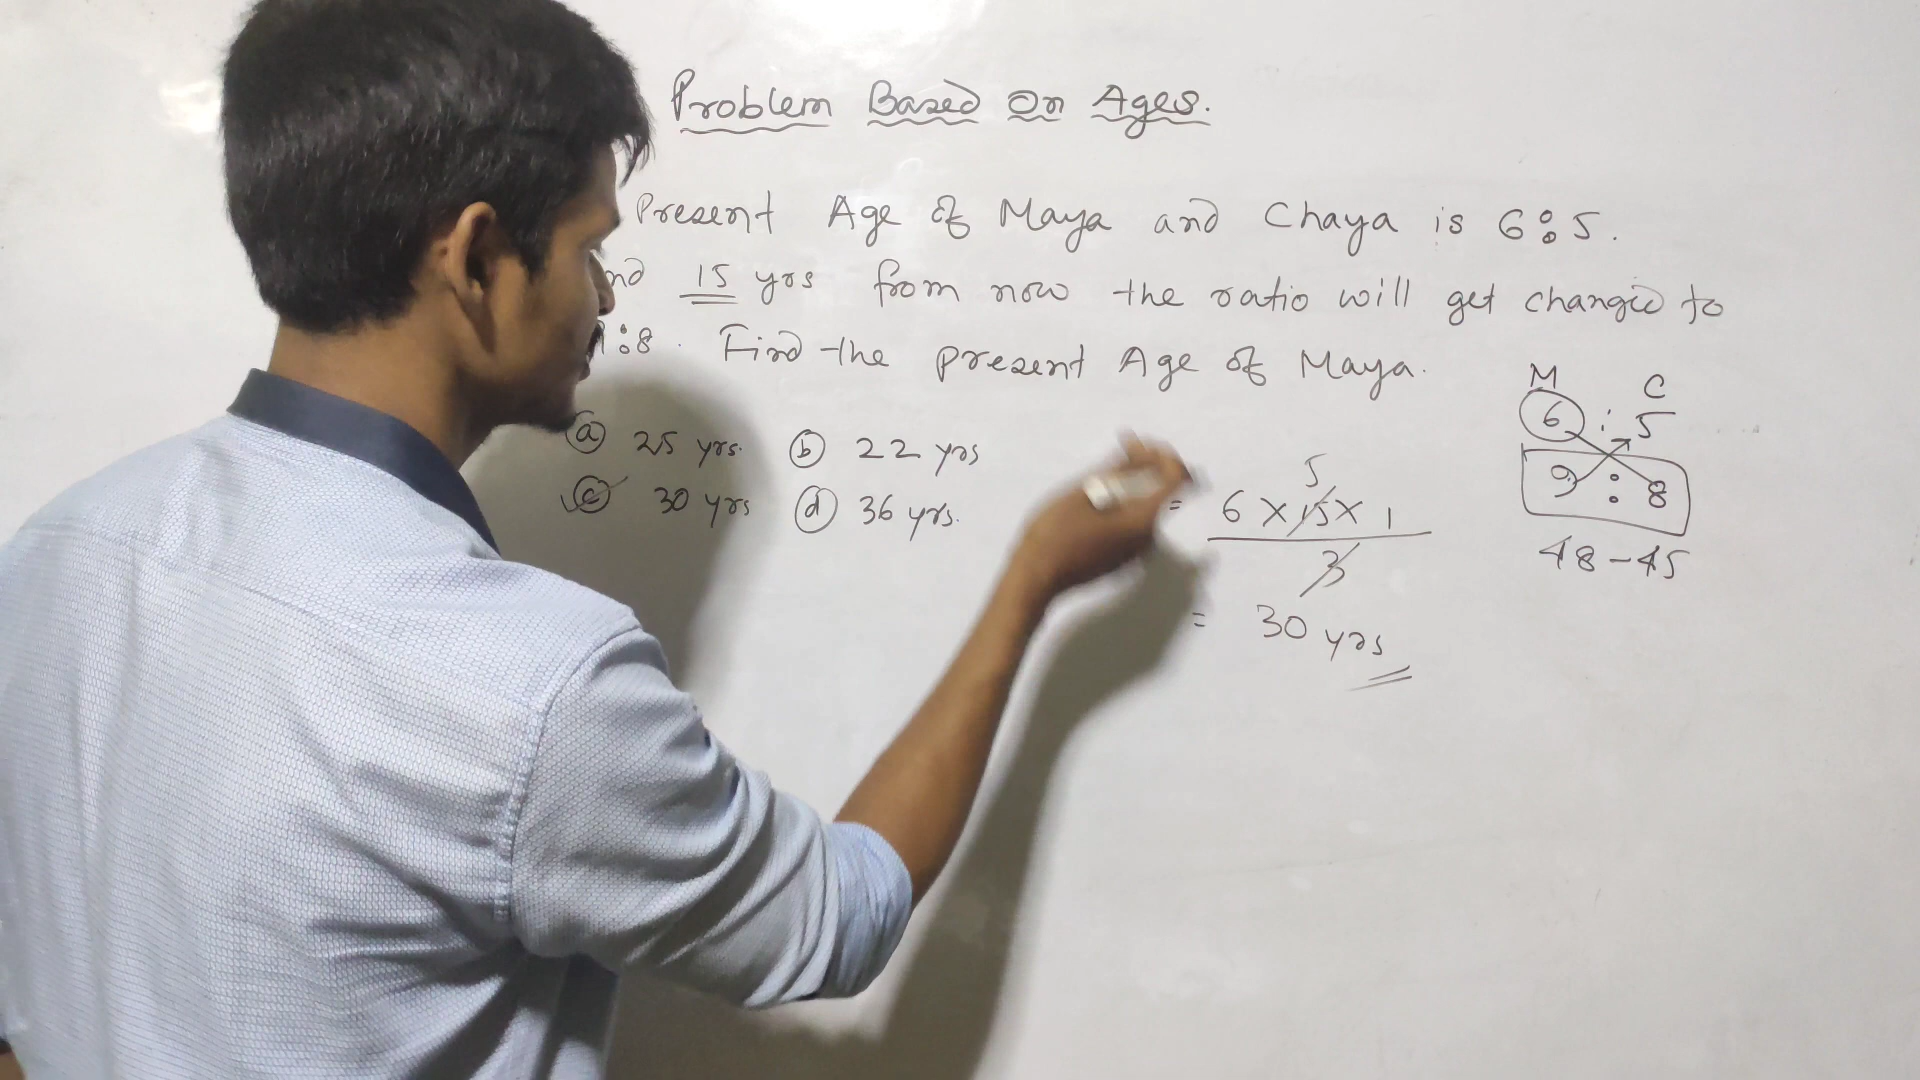 Problem Based On Ages.
Present Age of Maya and Chaya is 6:5.
15 yrs from now the ratio will get changed to
:8. Find the present Age of Maya.
(a) 25 yrs. (b) 22 yrs
(c) 30 yrs (d) 36 yrs.
5
= 6 × 15 × 1
3
= 30 yrs
M C
6 : 5
9 : 8
48-45